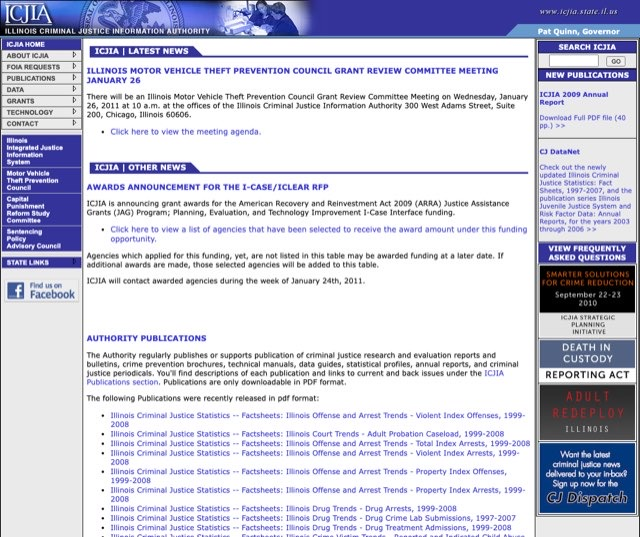 ICJIA
ILLINOIS CRIMINAL JUSTICE INFORMATION AUTHORITY
www.icjia.state.il.us
Pat Quinn, Governor
ICJIA HOME
ABOUT ICJIA
FOIA REQUESTS
PUBLICATIONS
DATA
GRANTS
TECHNOLOGY
CONTACT
Illinois
Integrated Justice
Information
System
Motor Vehicle
Theft Prevention
Council
Capital
Punishment
Reform Study
Committee
Sentencing
Policy
Advisory Council
STATE LINKS
Find us on
Facebook
ICJIA | LATEST NEWS
ILLINOIS MOTOR VEHICLE THEFT PREVENTION COUNCIL GRANT REVIEW COMMITTEE MEETING
JANUARY 26
There will be an Illinois Motor Vehicle Theft Prevention Council Grant Review Committee Meeting on Wednesday, January
26, 2011 at 10 a.m. at the offices of the Illinois Criminal Justice Information Authority 300 West Adams Street, Suite
200, Chicago, Illinois 60606.
• Click here to view the meeting agenda.
ICJIA | OTHER NEWS
AWARDS ANNOUNCEMENT FOR THE I-CASE/ICLEAR RFP
ICJIA is announcing grant awards for the American Recovery and Reinvestment Act 2009 (ARRA) Justice Assistance
Grants (JAG) Program; Planning, Evaluation, and Technology Improvement I-Case Interface funding.
• Click here to view a list of agencies that have been selected to receive the award amount under this funding
opportunity.
Agencies which applied for this funding, yet, are not listed in this table may be awarded funding at a later date. If
additional awards are made, those selected agencies will be added to this table.
ICJIA will contact awarded agencies during the week of January 24th, 2011.
AUTHORITY PUBLICATIONS
The Authority regularly publishes or supports publication of criminal justice research and evaluation reports and
bulletins, crime prevention brochures, technical manuals, data guides, statistical profiles, annual reports, and criminal
justice periodicals. You'll find descriptions of each publication and links to current and back issues under the ICJIA
Publications section. Publications are only downloadable in PDF format.
The following Publications were recently released in pdf format:
• Illinois Criminal Justice Statistics -- Factsheets: Illinois Offense and Arrest Trends - Violent Index Offenses, 1999-
2008
• Illinois Criminal Justice Statistics -- Factsheets: Illinois Court Trends - Adult Probation Caseload, 1999-2008
• Illinois Criminal Justice Statistics -- Factsheets: Illinois Offense and Arrest Trends - Total Index Arrests, 1999-2008
• Illinois Criminal Justice Statistics -- Factsheets: Illinois Offense and Arrest Trends - Violent Index Arrests, 1999-
2008
• Illinois Criminal Justice Statistics -- Factsheets: Illinois Offense and Arrest Trends - Property Index Offenses,
1999-2008
• Illinois Criminal Justice Statistics -- Factsheets: Illinois Offense and Arrest Trends - Property Index Arrests, 1999-
2008
• Illinois Criminal Justice Statistics -- Factsheets: Illinois Drug Trends - Drug Arrests, 1999-2008
• Illinois Criminal Justice Statistics -- Factsheets: Illinois Drug Trends - Drug Crime Lab Submissions, 1997-2007
• Illinois Criminal Justice Statistics -- Factsheets: Illinois Drug Trends - Drug Treatment Admissions, 1999-2008
• Illinois Criminal Justice Statistics -- Factsheets: Illinois Crime Victim Trends - Reported and Indicated Child Abuse
SEARCH ICJIA
GO
NEW PUBLICATIONS
ICJIA 2009 Annual
Report
Download Full PDF file (40
pp.) >>
CJ DataNet
Check out the newly
updated Illinois Criminal
Justice Statistics: Fact
Sheets, 1997-2007, and the
publication series Illinois
Juvenile Justice System and
Risk Factor Data: Annual
Reports, for the years 2003
through 2006 >>
VIEW FREQUENTLY
ASKED QUESTIONS
SMARTER SOLUTIONS
FOR CRIME REDUCTION
September 22-23
2010
ICJIA STRATEGIC
PLANNING
INITIATIVE
DEATH IN
CUSTODY
REPORTING ACT
ADULT
REDEPLOY
ILLINOIS
Want the latest
criminal justice news
delivered to your in-box?
Sign up now for the
CJ Dispatch